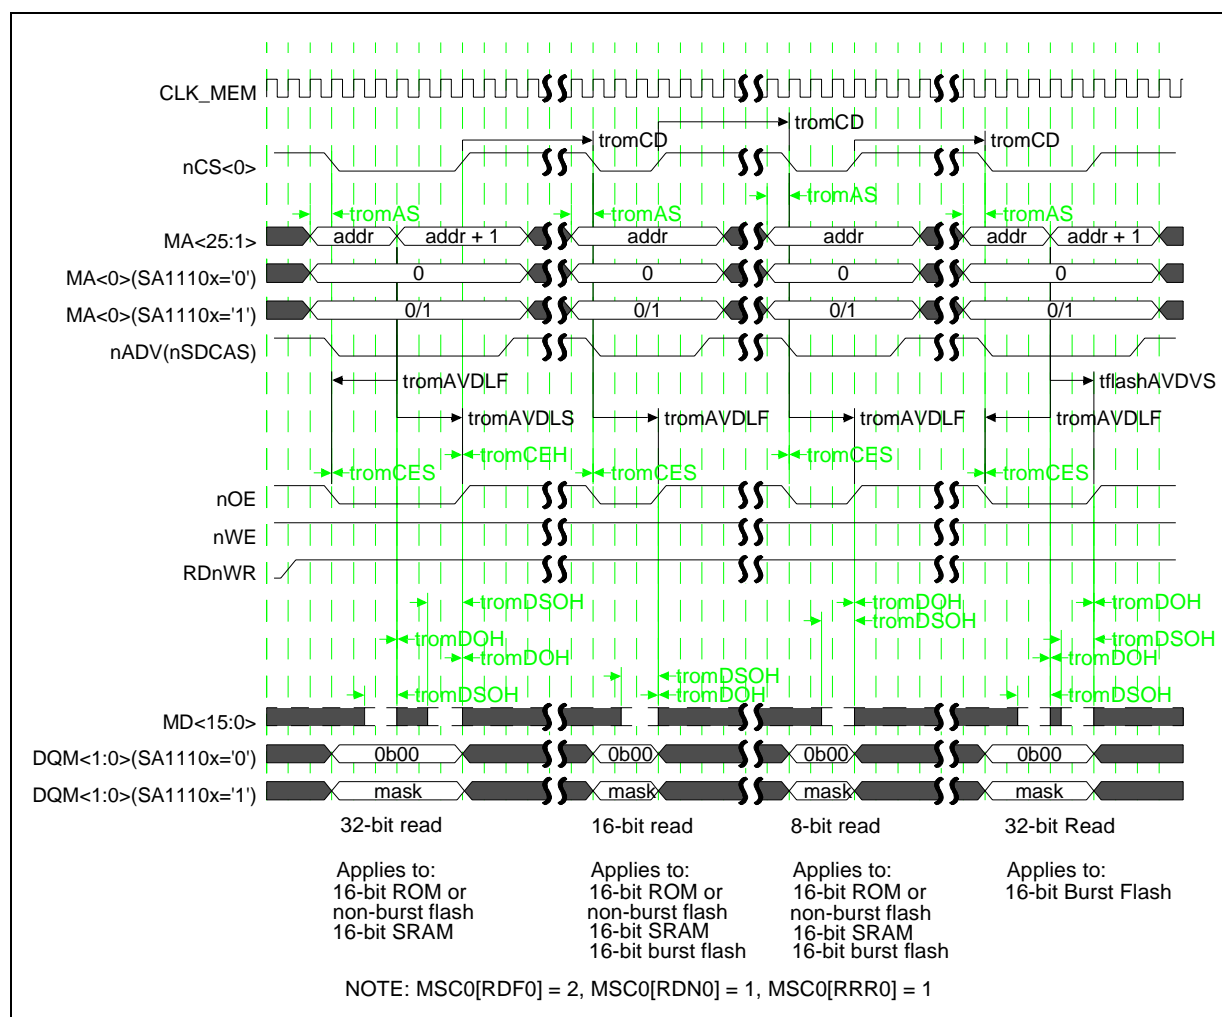 CLK_MEM
tromCD
tromCD
tromCD
nCS<0>
tromAS
tromAS
tromAS
tromAS
MA<25:1>
addr
addr + 1
addr
addr
addr
addr + 1
MA<0>(SA1110x='0')
0
0
0
0
MA<0>(SA1110x='1')
0/1
0/1
0/1
0/1
nADV(nSDCAS)
tromAVDLF
tflashAVDVS
tromAVDLS
tromAVDLF
tromAVDLF
tromAVDLF
tromCEH
tromCES
tromCES
tromCES
tromCES
nOE
nWE
RDnWR
tromDSOH
tromDOH
tromDOH
tromDSOH
tromDOH
tromDSOH
tromDOH
tromDOH
tromDSOH
tromDSOH
tromDOH
tromDSOH
MD<15:0>
DQM<1:0>(SA1110x='0')
0b00
0b00
0b00
0b00
DQM<1:0>(SA1110x='1')
mask
mask
mask
mask
32-bit read
16-bit read
8-bit read
32-bit Read
Applies to:
16-bit ROM or
non-burst flash
16-bit SRAM
Applies to:
16-bit ROM or
non-burst flash
16-bit SRAM
16-bit burst flash
Applies to:
16-bit ROM or
non-burst flash
16-bit SRAM
16-bit burst flash
Applies to:
16-bit Burst Flash
NOTE: MSC0[RDF0] = 2, MSC0[RDN0] = 1, MSC0[RRR0] = 1